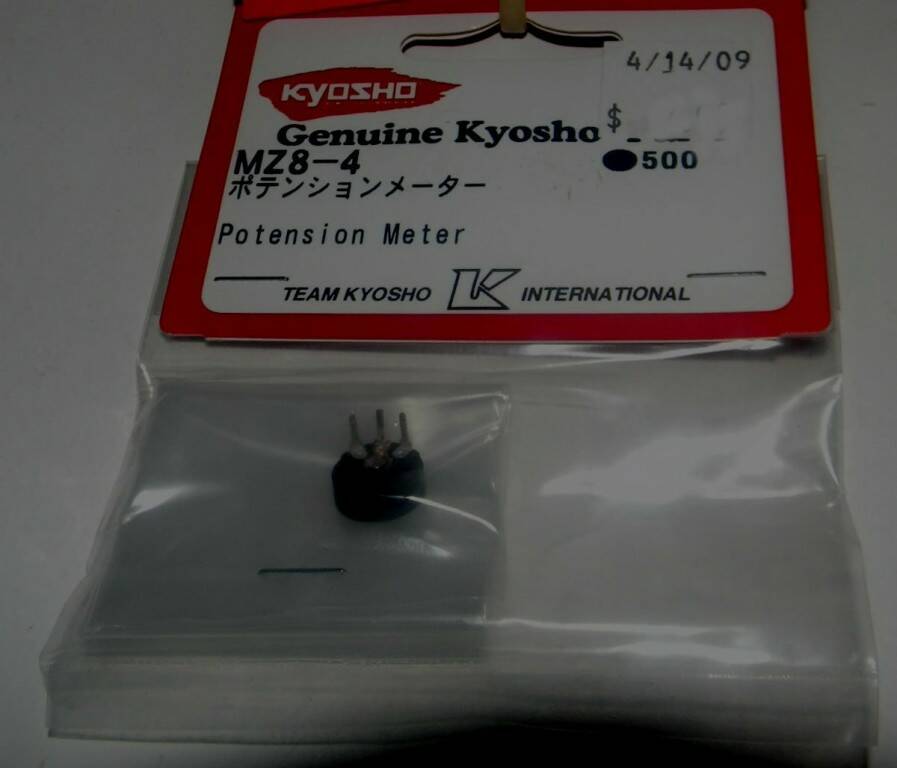 4/14/09
KYOSHO
$
Genuine Kyosho
MZ8-4
●500
ポテンションメーター
Potension Meter
TEAM KYOSHO K INTERNATIONAL